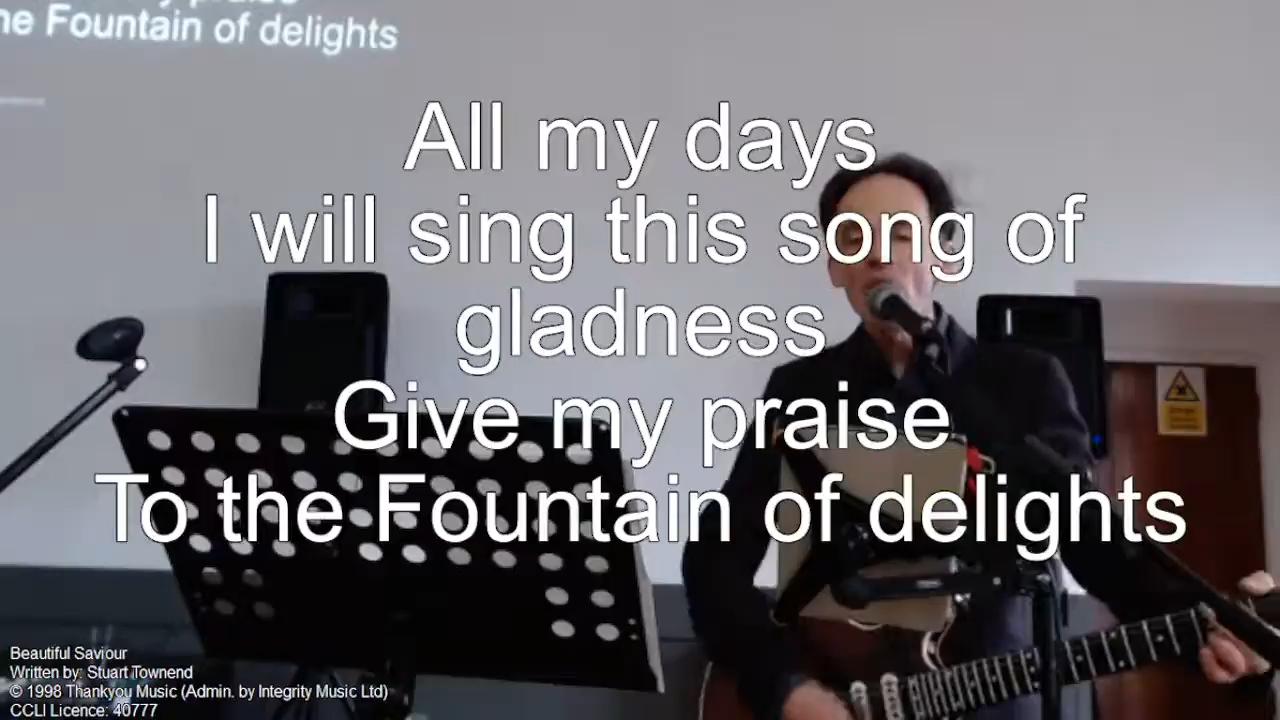 he Fountain of delights
All my days
I will sing this song of
gladness
Give my praise
To the Fountain of delights
Beautiful Saviour
Written by: Stuart Townend
© 1998 Thankyou Music (Admin. by Integrity Music Ltd)
CCLI Licence: 40777